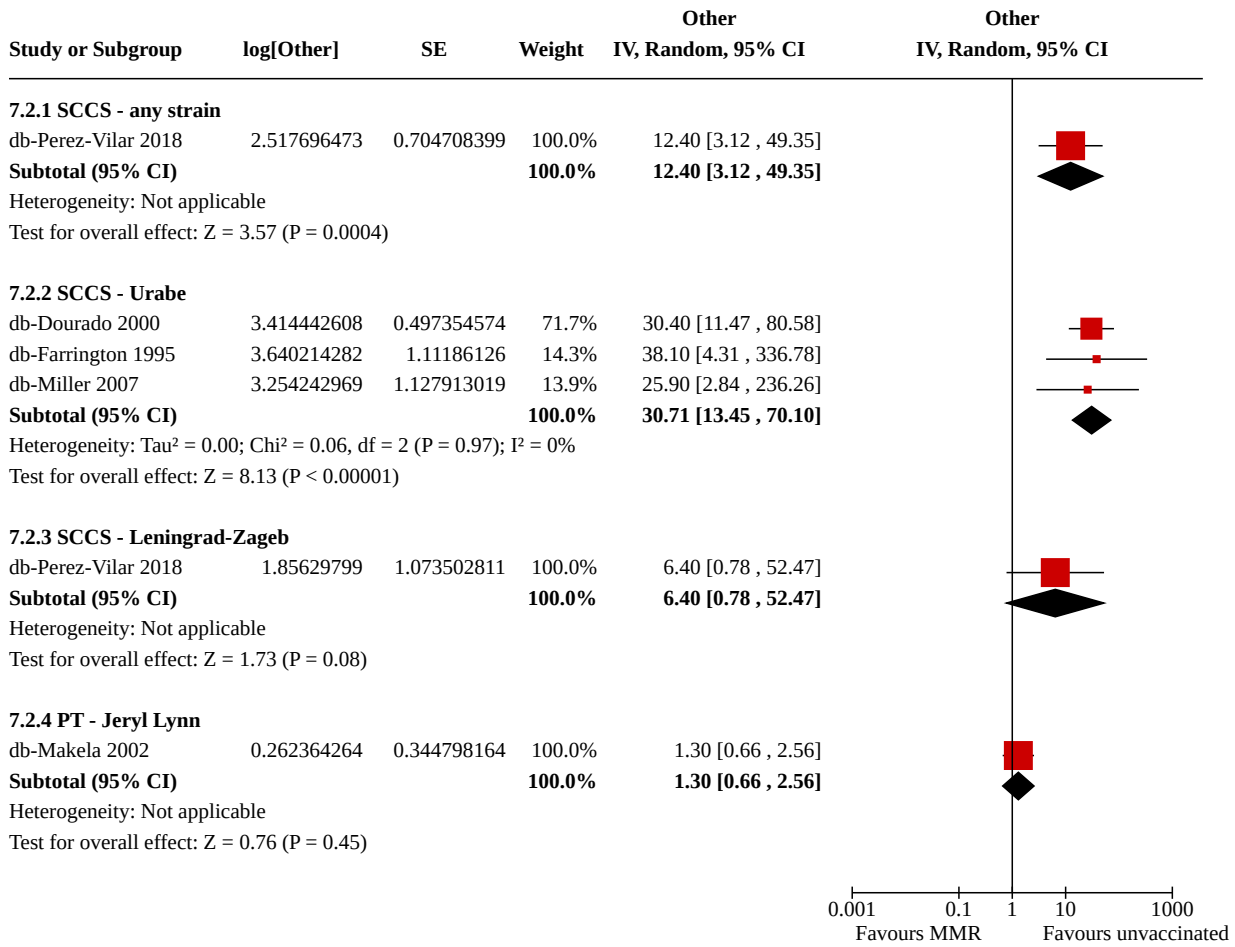 Other Other
Study or Subgroup log[Other] SE Weight IV, Random, 95% CI IV, Random, 95% CI
7.2.1 SCCS - any strain
db-Perez-Vilar 2018 2.517696473 0.704708399 100.0% 12.40 [3.12 , 49.35]
Subtotal (95% CI) 100.0% 12.40 [3.12 , 49.35]
Heterogeneity: Not applicable
Test for overall effect: Z = 3.57 (P = 0.0004)
7.2.2 SCCS - Urabe
db-Dourado 2000 3.414442608 0.497354574 71.7% 30.40 [11.47 , 80.58]
db-Farrington 1995 3.640214282 1.11186126 14.3% 38.10 [4.31 , 336.78]
db-Miller 2007 3.254242969 1.127913019 13.9% 25.90 [2.84 , 236.26]
Subtotal (95% CI) 100.0% 30.71 [13.45 , 70.10]
Heterogeneity: Tau² = 0.00; Chi² = 0.06, df = 2 (P = 0.97); I² = 0%
Test for overall effect: Z = 8.13 (P < 0.00001)
7.2.3 SCCS - Leningrad-Zageb
db-Perez-Vilar 2018 1.85629799 1.073502811 100.0% 6.40 [0.78 , 52.47]
Subtotal (95% CI) 100.0% 6.40 [0.78 , 52.47]
Heterogeneity: Not applicable
Test for overall effect: Z = 1.73 (P = 0.08)
7.2.4 PT - Jeryl Lynn
db-Makela 2002 0.262364264 0.344798164 100.0% 1.30 [0.66 , 2.56]
Subtotal (95% CI) 100.0% 1.30 [0.66 , 2.56]
Heterogeneity: Not applicable
Test for overall effect: Z = 0.76 (P = 0.45)
0.001 0.1 1 10 1000
Favours MMR Favours unvaccinated